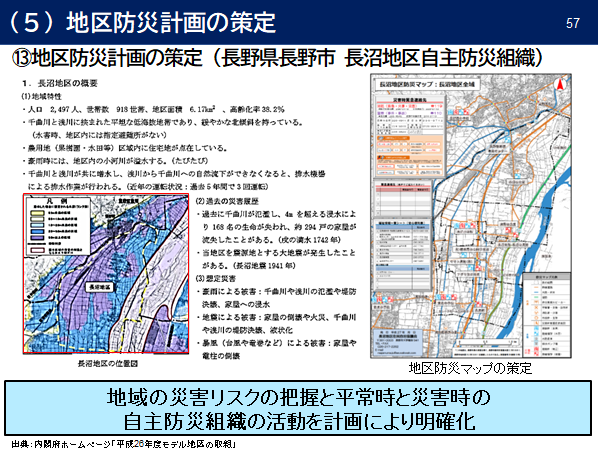 (5)地区防災計画の策定
57
⑬地区防災計画の策定(長野県長野市 長沼地区自主防災組織)
1.長沼地区の概要
(1)地域特性
・人口 2,497人、世帯数 918世帯、地区面積 6.17km²、高齢化率38.2%
・千曲川と浅川に挟まれた平坦な低海抜地帯であり、緩やかな北傾斜を持っている。
(水害時、地区内には指定避難所がない)
・農用地(果樹園・水田等)区域内に住宅地が点在している。
・豪雨時には、地区内の小河川が溢水する。(たびたび)
・千曲川と浅川が共に増水し、浅川から千曲川への自然流下ができなくなると、排水機場
による排水作業が行われる。(近年の運転状況:過去5年間で3回運転)
凡例
長沼地区
長沼地区の位置図
(2)過去の災害履歴
・過去に千曲川が氾濫し、4mを超える浸水によ
り168名の生命が失われ、約294戸の家屋が
流失したことがある。(戌の満水1742年)
・当地区を震源地とする大地震が発生したこと
がある。(長沼地震1941年)
(3)想定災害
・豪雨による被害:千曲川や浅川の氾濫や堤防
決壊、家屋への浸水
・地震による被害:家屋の倒壊や火災、千曲川
や浅川の堤防決壊、液状化
・暴風(台風や竜巻など)による被害:家屋や
電柱の倒壊
長沼地区防災マップ:長沼地区全域
地区防災マップの策定
地域の災害リスクの把握と平常時と災害時の
自主防災組織の活動を計画により明確化
出典:内閣府ホームページ「平成26年度モデル地区の取組」